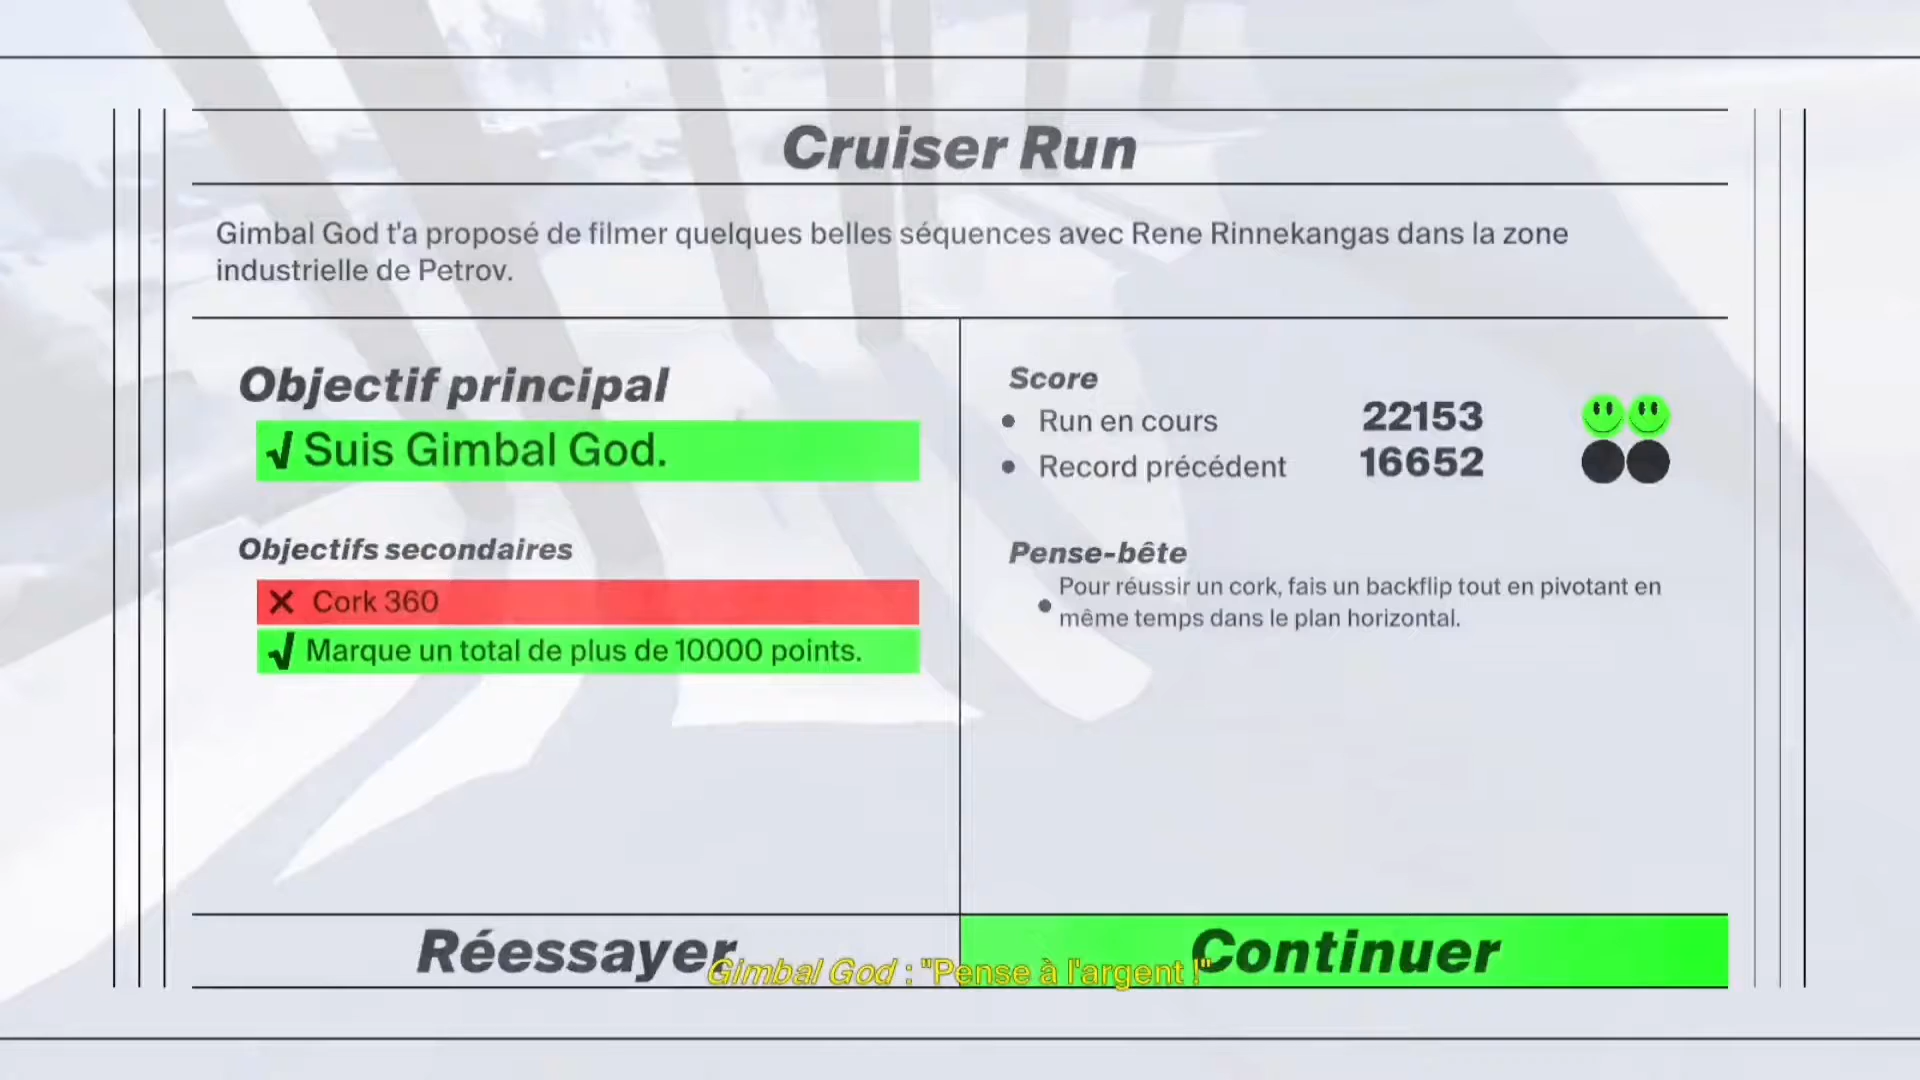 Cruiser Run
Gimbal God t'a proposé de filmer quelques belles séquences avec Rene Rinnekangas dans la zone
industrielle de Petrov.
Objectif principal
√ Suis Gimbal God.
Objectifs secondaires
✕ Cork 360
√ Marque un total de plus de 10000 points.
Score
• Run en cours 22153
• Record précédent 16652
Pense-bête
• Pour réussir un cork, fais un backflip tout en pivotant en
même temps dans le plan horizontal.
Réessayer
Continuer
Gimbal God : "Pense à l'argent !"